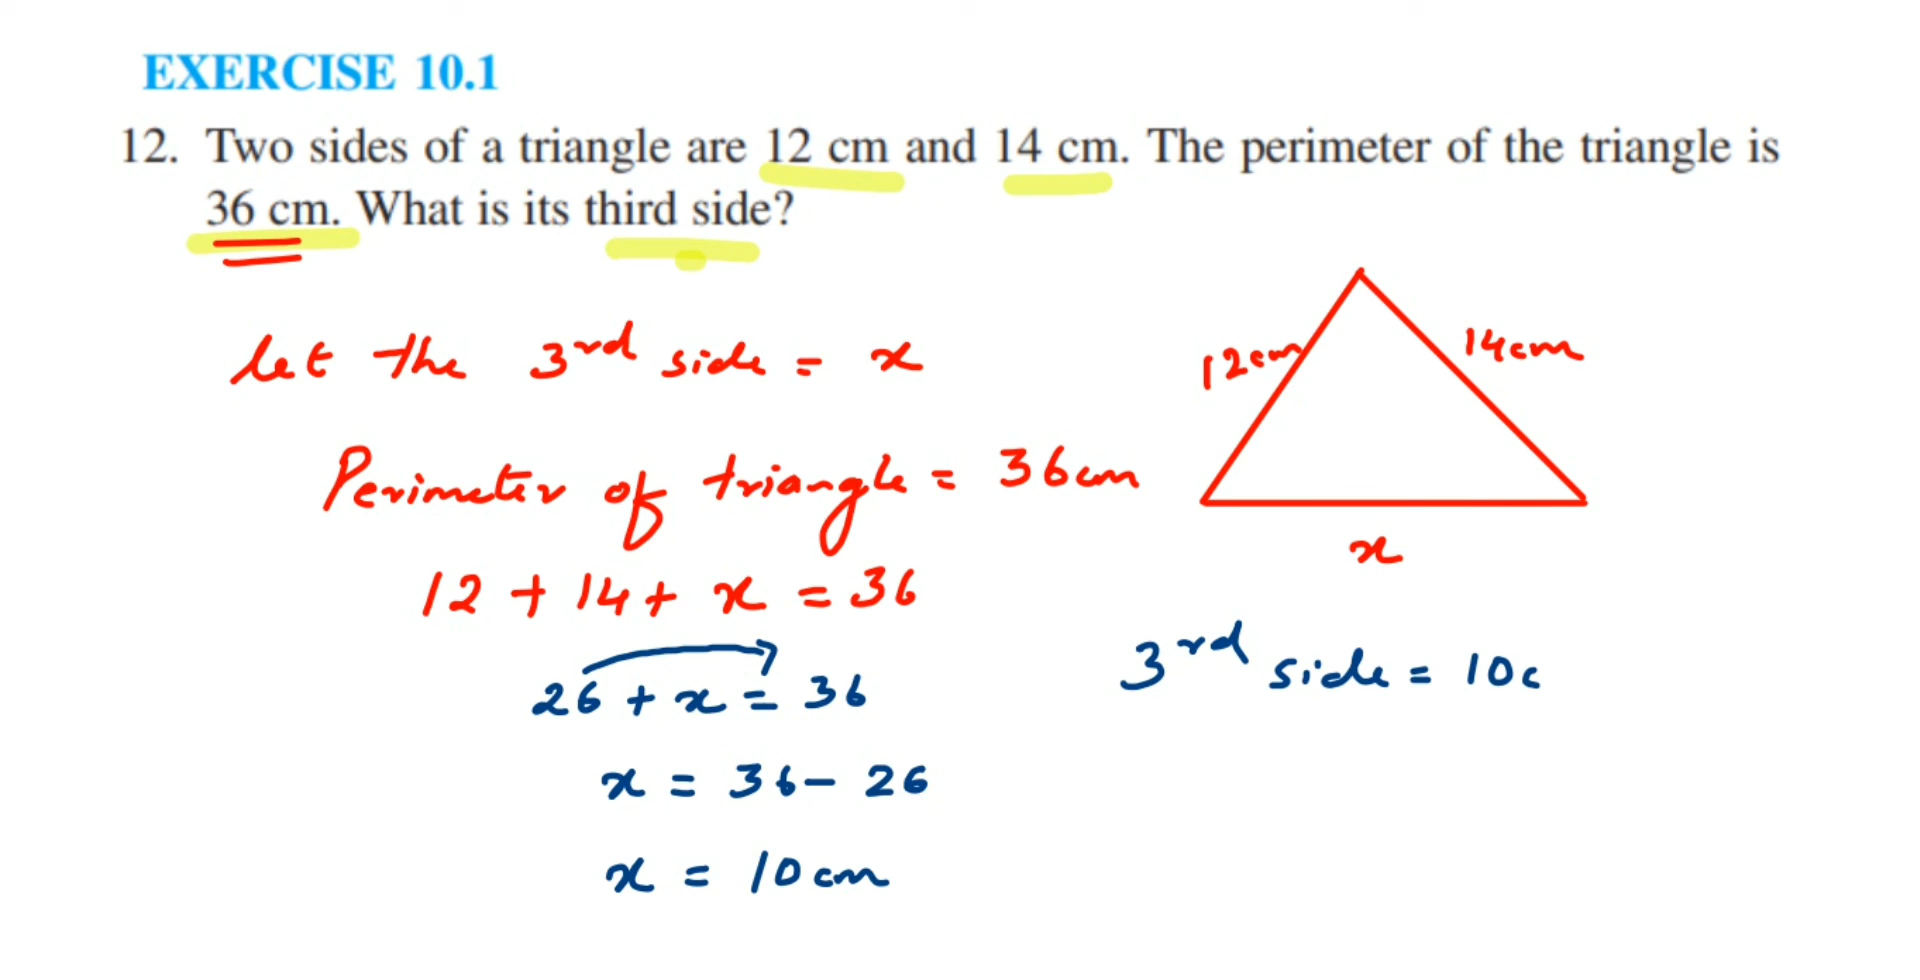 EXERCISE 10.1
12. Two sides of a triangle are 12 cm and 14 cm. The perimeter of the triangle is
36 cm. What is its third side?
let the 3rd side = x
12cm
14cm
Perimeter of triangle = 36cm
x
12 + 14 + x = 36
26 + x = 36
3rd side = 10c
x = 36 - 26
x = 10cm